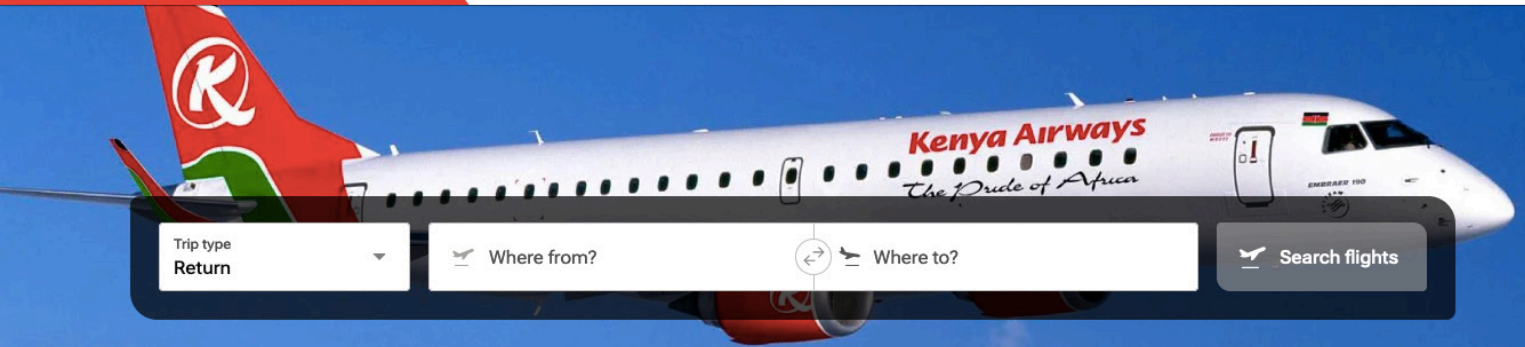 K
Kenya Airways
The Pride of Africa
EMBRAER 190
Trip type
Return
Where from?
Where to?
Search flights
K